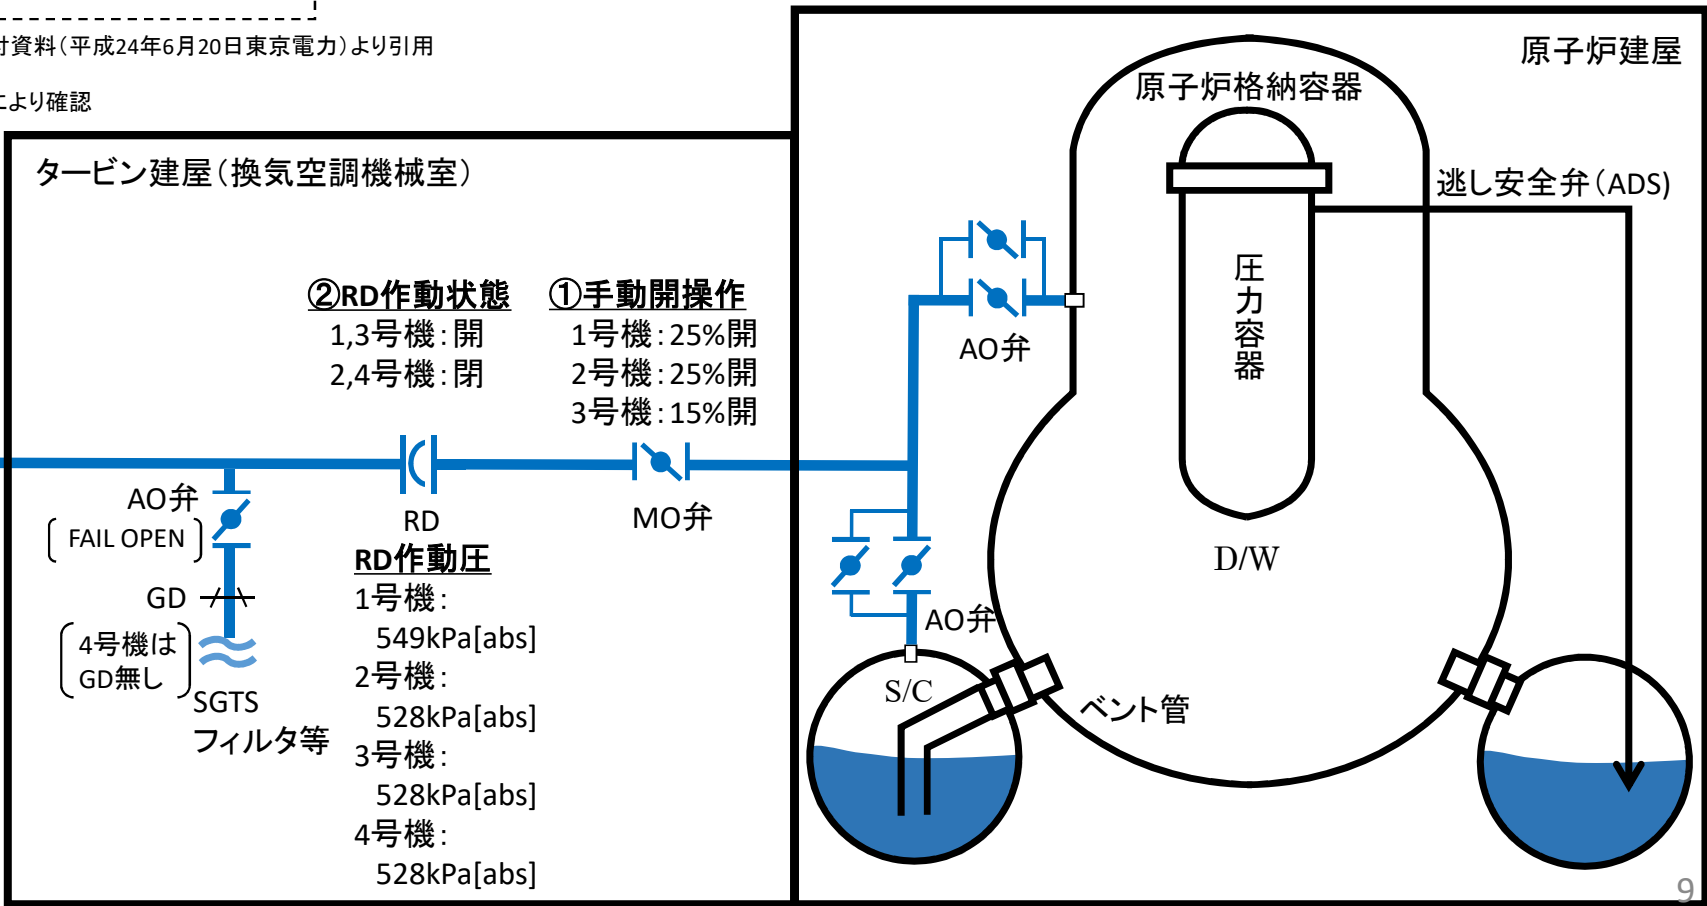 付資料（平成24年6月20日東京電力）より引用
により確認
原子炉建屋
原子炉格納容器
タービン建屋（換気空調機械室）
逃し安全弁（ADS)
圧力容器
②RD作動状態
1,3号機：開
2,4号機：閉
①手動開操作
1号機：25%開
2号機：25%開
3号機：15%開
AO弁
AO弁
FAIL OPEN
RD
MO弁
D/W
RD作動圧
1号機：
549kPa[abs]
2号機：
528kPa[abs]
3号機：
528kPa[abs]
4号機：
528kPa[abs]
GD
4号機は
GD無し
SGTS
フィルタ等
AO弁
S/C
ベント管
9